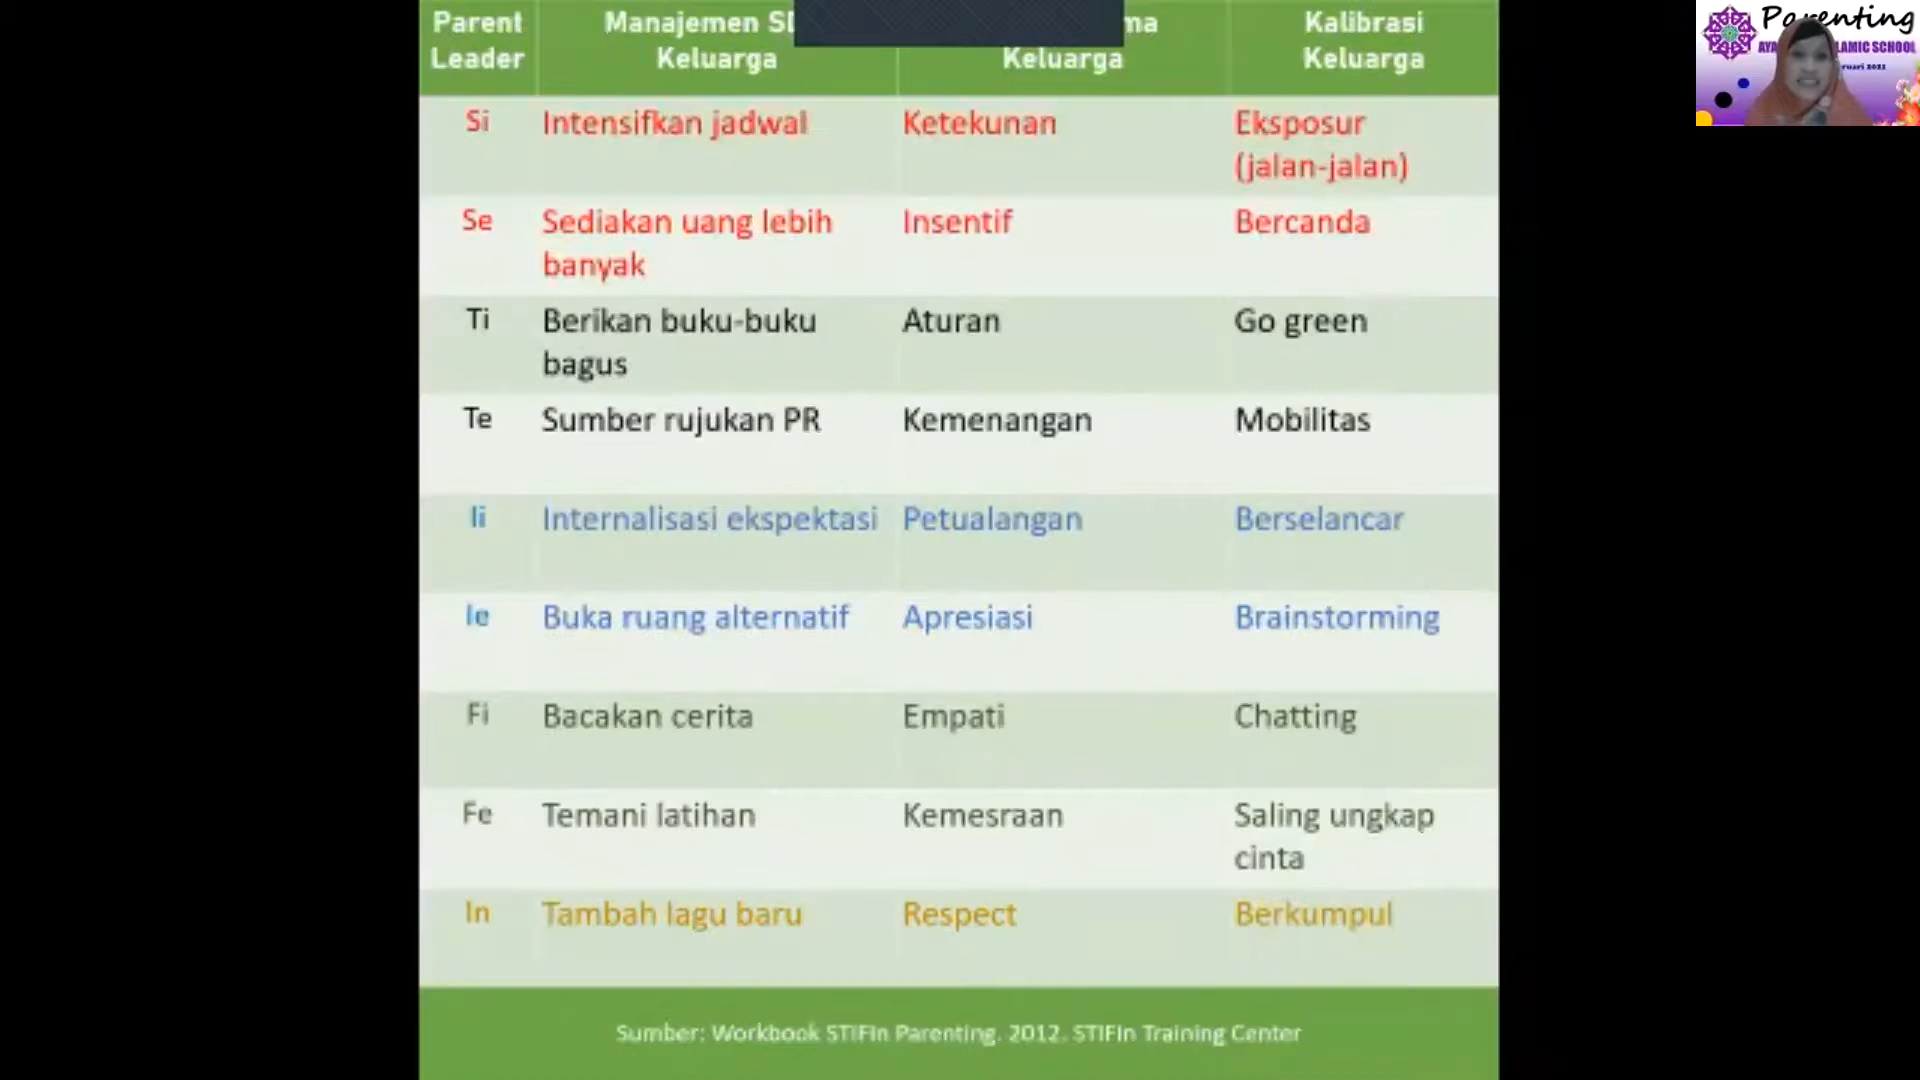 Parent Leader
Manajemen
Keluarga
Keluarga
Kalibrasi
Keluarga
Si
Intensifkan jadwal
Ketekunan
Eksposur
(jalan-jalan)
Se
Sediakan uang lebih
banyak
Insentif
Bercanda
Ti
Berikan buku-buku
bagus
Aturan
Go green
Te
Sumber rujukan PR
Kemenangan
Mobilitas
Ii
Internalisasi ekspektasi
Petualangan
Berselancar
Ie
Buka ruang alternatif
Apresiasi
Brainstorming
Fi
Bacakan cerita
Empati
Chatting
Fe
Temani latihan
Kemesraan
Saling ungkap
cinta
In
Tambah lagu baru
Respect
Berkumpul
Sumber: Workbook STIFIn Parenting. 2012. STIFIn Training Center
Parenting
SCHOOL
2021